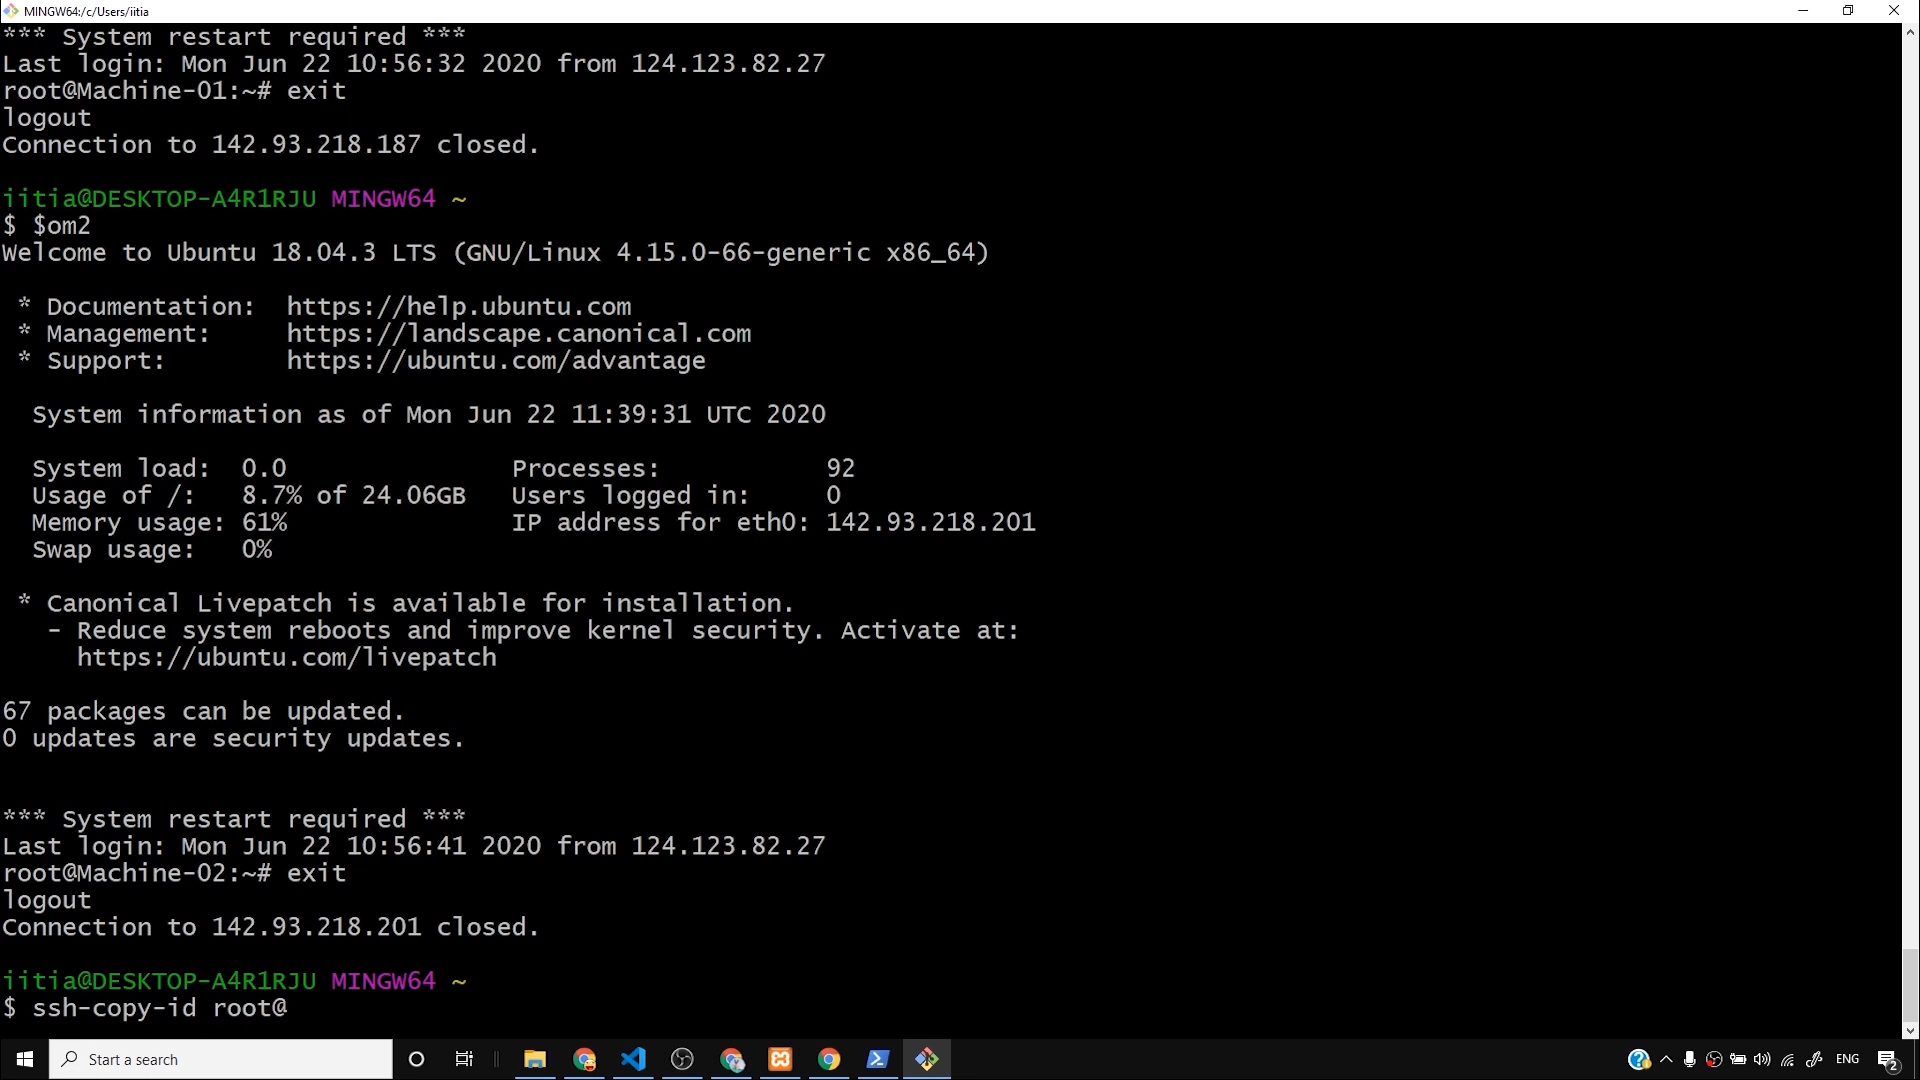 MINGW64:/c/Users/iitia
*** System restart required ***
Last login: Mon Jun 22 10:56:32 2020 from 124.123.82.27
root@Machine-01:~# exit
logout
Connection to 142.93.218.187 closed.
iitia@DESKTOP-A4R1RJU MINGW64 ~
$ $om2
Welcome to Ubuntu 18.04.3 LTS (GNU/Linux 4.15.0-66-generic x86_64)
* Documentation:  https://help.ubuntu.com
* Management:     https://landscape.canonical.com
* Support:        https://ubuntu.com/advantage
System information as of Mon Jun 22 11:39:31 UTC 2020
System load:  0.0               Processes:           92
Usage of /:   8.7% of 24.06GB   Users logged in:     0
Memory usage: 61%               IP address for eth0: 142.93.218.201
Swap usage:   0%
* Canonical Livepatch is available for installation.
- Reduce system reboots and improve kernel security. Activate at:
https://ubuntu.com/livepatch
67 packages can be updated.
0 updates are security updates.
*** System restart required ***
Last login: Mon Jun 22 10:56:41 2020 from 124.123.82.27
root@Machine-02:~# exit
logout
Connection to 142.93.218.201 closed.
iitia@DESKTOP-A4R1RJU MINGW64 ~
$ ssh-copy-id root@
Start a search
ENG
2